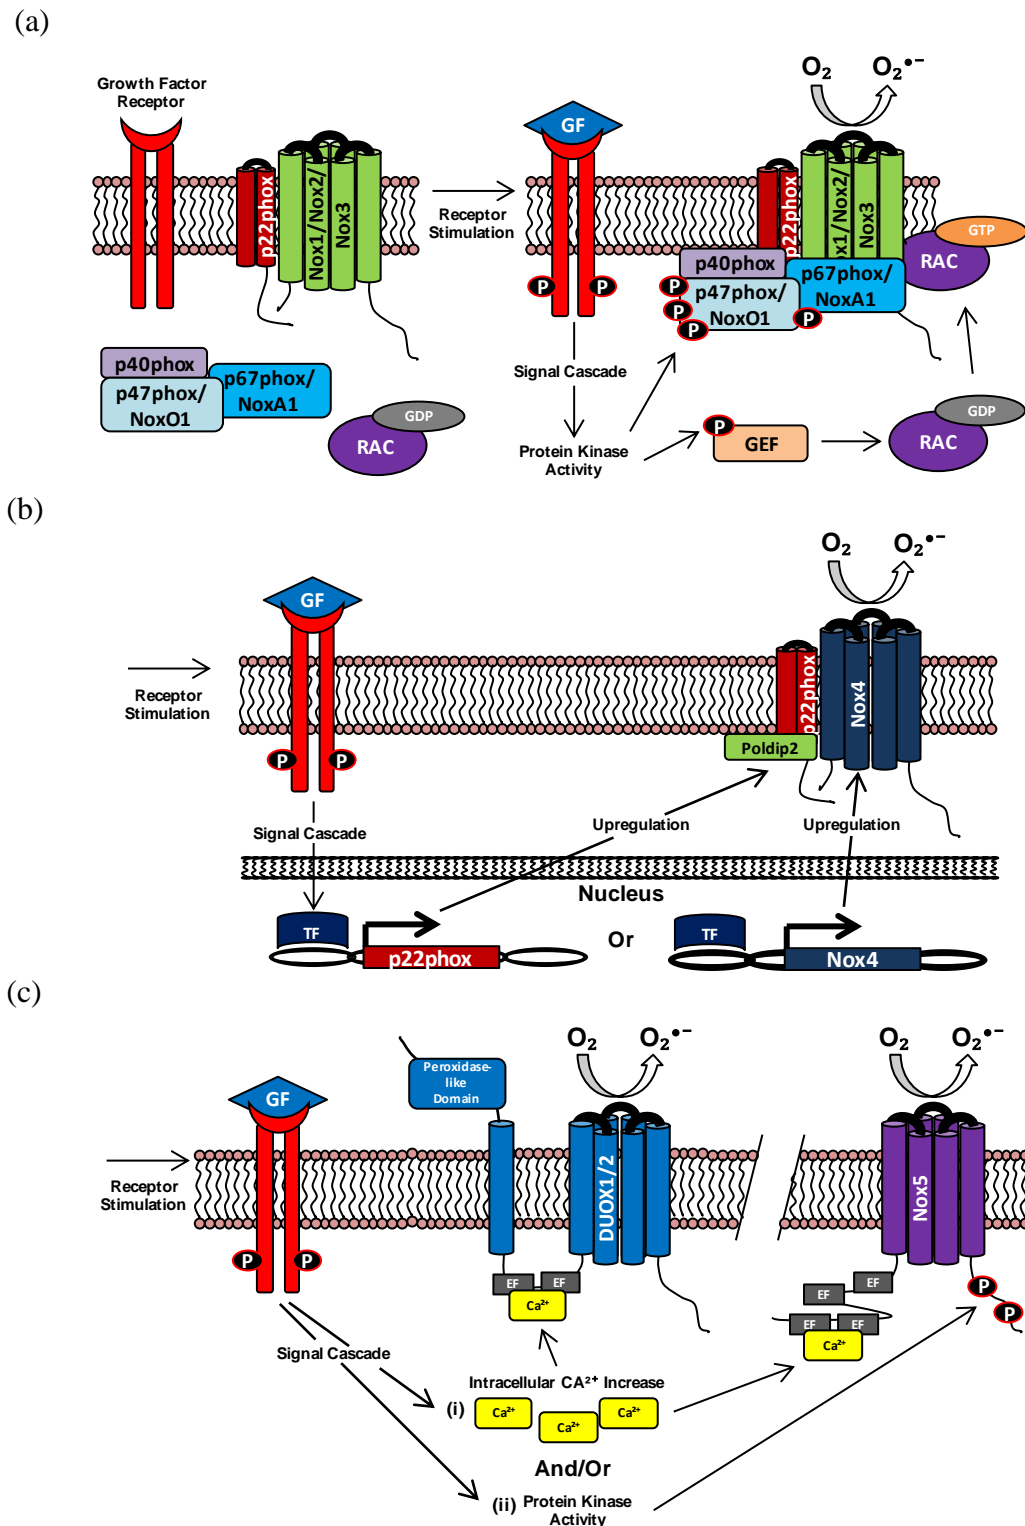 (a)
Growth Factor
Receptor
p22phox
Nox1/Nox2/
Nox3
p40phox
p47phox/
NoxO1
p67phox/
NoxA1
GDP
RAC
Receptor
Stimulation
GF
P
P
Signal Cascade
Protein Kinase
Activity
O₂
O₂•−
p22phox
Nox1/Nox2/
Nox3
p40phox
p47phox/
NoxO1
p67phox/
NoxA1
P
P
P
P
GTP
RAC
P
GEF
GDP
RAC
(b)
Receptor
Stimulation
GF
P
P
Signal Cascade
O₂
O₂•−
p22phox
Nox4
Poldip2
Upregulation
Upregulation
Nucleus
TF
p22phox
Or
TF
Nox4
(c)
Receptor
Stimulation
GF
P
P
Signal Cascade
Peroxidase-
like
Domain
O₂
O₂•−
DUOX1/2
EF
EF
Ca²⁺
O₂
O₂•−
Nox5
EF
EF
EF
EF
Ca²⁺
P
P
Intracellular CA²⁺ Increase
(i)
Ca²⁺
Ca²⁺
Ca²⁺
And/Or
(ii) Protein Kinase
Activity